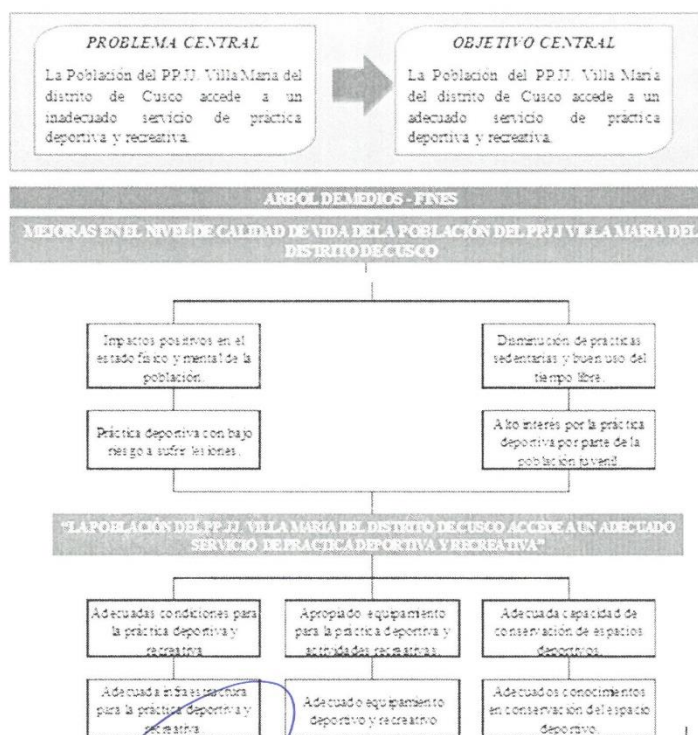 PROBLEMA CENTRAL
La Población del PP.JJ. Villa Maria del
distrito de Cusco accede a un
inadecuado servicio de práctica
deportiva y recreativa.
OBJETIVO CENTRAL
La Población del PP.JJ. Villa Maria
del distrito de Cusco accede a un
adecuado servicio de práctica
deportiva y recreativa.
ARBOL DE MEDIOS - FINES
MEJORAS EN EL NIVEL DE CALIDAD DE VIDA DE LA POBLACIÓN DEL PP.J.J VILLA MARIA DEL
DISTRITO DE CUSCO
Impactos positivos en el
estado físico y mental de la
población.
Disminución de prácticas
sedentarias y buen uso del
tiempo libre.
Práctica deportiva con bajo
riesgo a sufrir lesiones.
Alto interés por la práctica
deportiva por parte de la
población juvenil
"LA POBLACIÓN DEL PP. JJ. VILLA MARIA DEL DISTRITO DE CUSCO ACCEDE A UN ADECUADO
SERVICIO DE PRACTICA DEPORTIVA Y RECREATIVA"
Adecuadas condiciones para
la práctica deportiva y
recreativa
Apropiado equipamiento
para la práctica deportiva y
actividades recreativas.
Adecuada capacidad de
conservación de espacios
deportivos.
Adecuada infraestructura
para la práctica deportiva y
recreativa.
Adecuado equipamiento
deportivo y recreativo
Adecuados conocimientos
en conservación del espacio
deportivo.